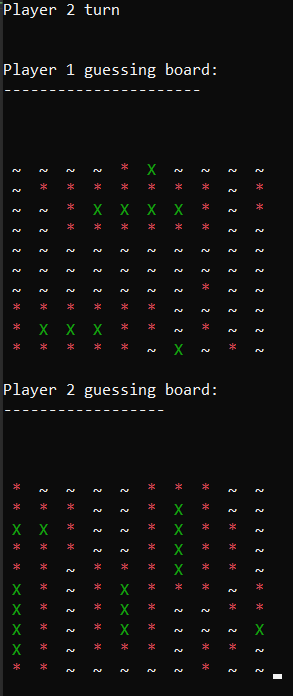 Player 2 turn
Player 1 guessing board:
----------------------
~ ~ ~ ~ * X ~ ~ ~ ~
~ * * * * * * * ~ *
~ ~ * X X X X * ~ *
~ ~ * * * * * * ~ ~
~ ~ ~ ~ ~ ~ ~ ~ ~ ~
~ ~ ~ ~ ~ ~ ~ ~ ~ ~
~ ~ ~ ~ ~ ~ ~ * ~ ~
* * * * * * ~ ~ ~ ~
* X X X * * ~ * ~ ~
* * * * * ~ X ~ * ~
Player 2 guessing board:
------------------
* ~ ~ ~ ~ * * * ~ ~
* * * ~ ~ * X * ~ ~
X X * ~ ~ * X * * ~
* * * ~ ~ * X * * ~
* * ~ * * * X * * ~
X * ~ * X * * * ~ *
X * ~ * X * ~ ~ * *
X * ~ * X * ~ ~ ~ X
X * ~ * * * ~ * * *
* * ~ ~ ~ ~ ~ * ~ ~